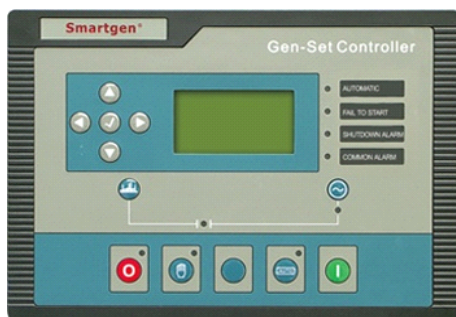 Smartgen®
Gen-Set Controller
AUTOMATIC
FAIL TO START
SHUTDOWN ALARM
COMMON ALARM